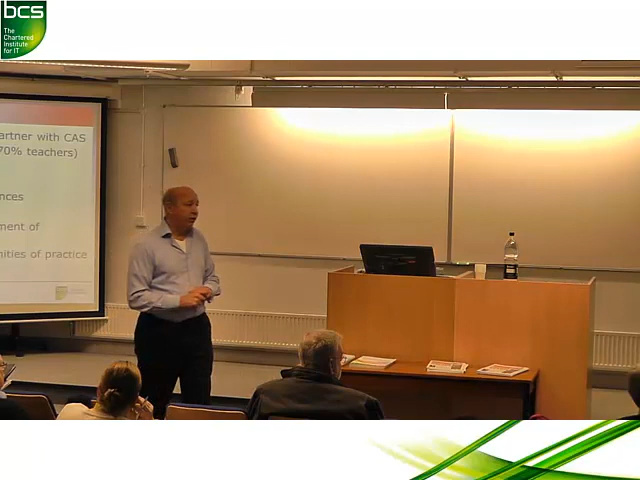 bcs
The
Chartered
Institute
for IT
artner with CAS
70% teachers)
nces
ment of
nities of practice